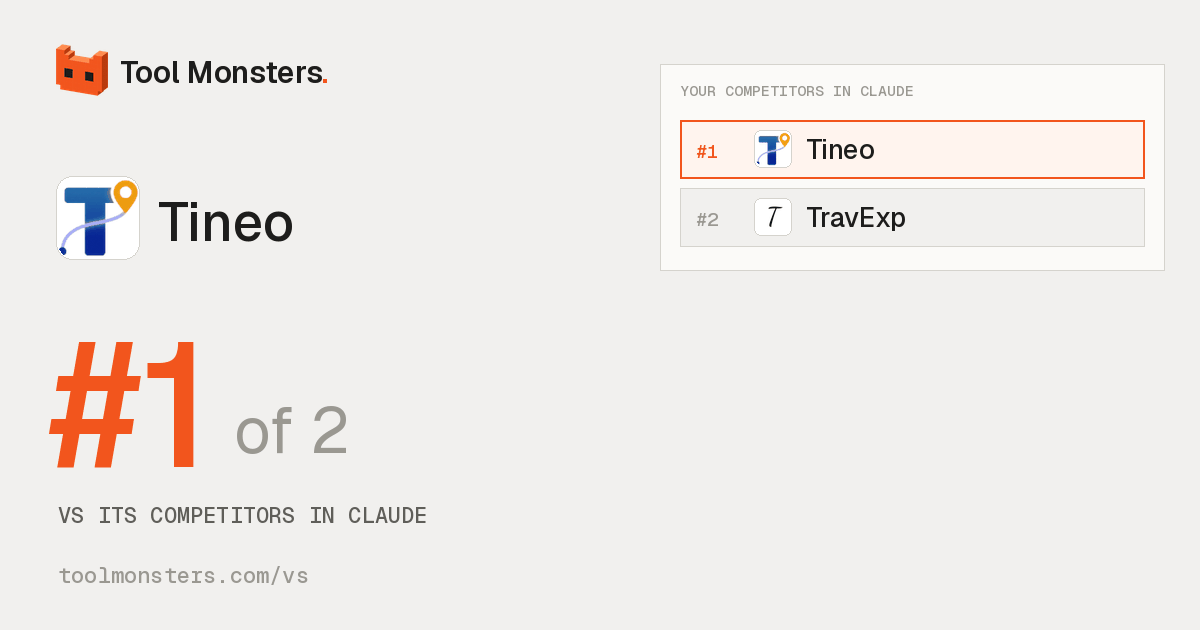 Tool Monsters.
Tineo
#1 of 2
VS ITS COMPETITORS IN CLAUDE
toolmonsters.com/vs
YOUR COMPETITORS IN CLAUDE
#1 T Tineo
#2 T TravExp